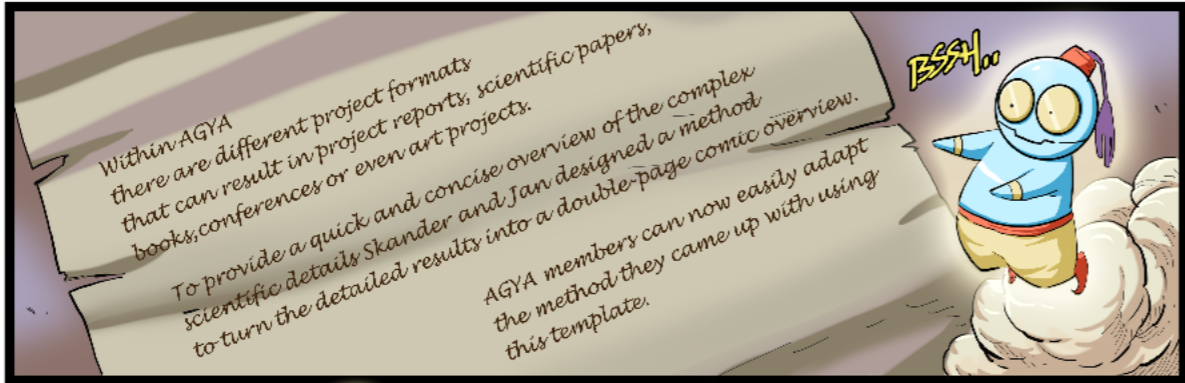 Within AGYA
there are different project formats
that can result in project reports, scientific papers,
books,conferences or even art projects.
To provide a quick and concise overview of the complex
scientific details Skander and Jan designed a method
to turn the detailed results into a double-page comic overview.
AGYA members can now easily adapt
the method they came up with using
this template.
BSSH..